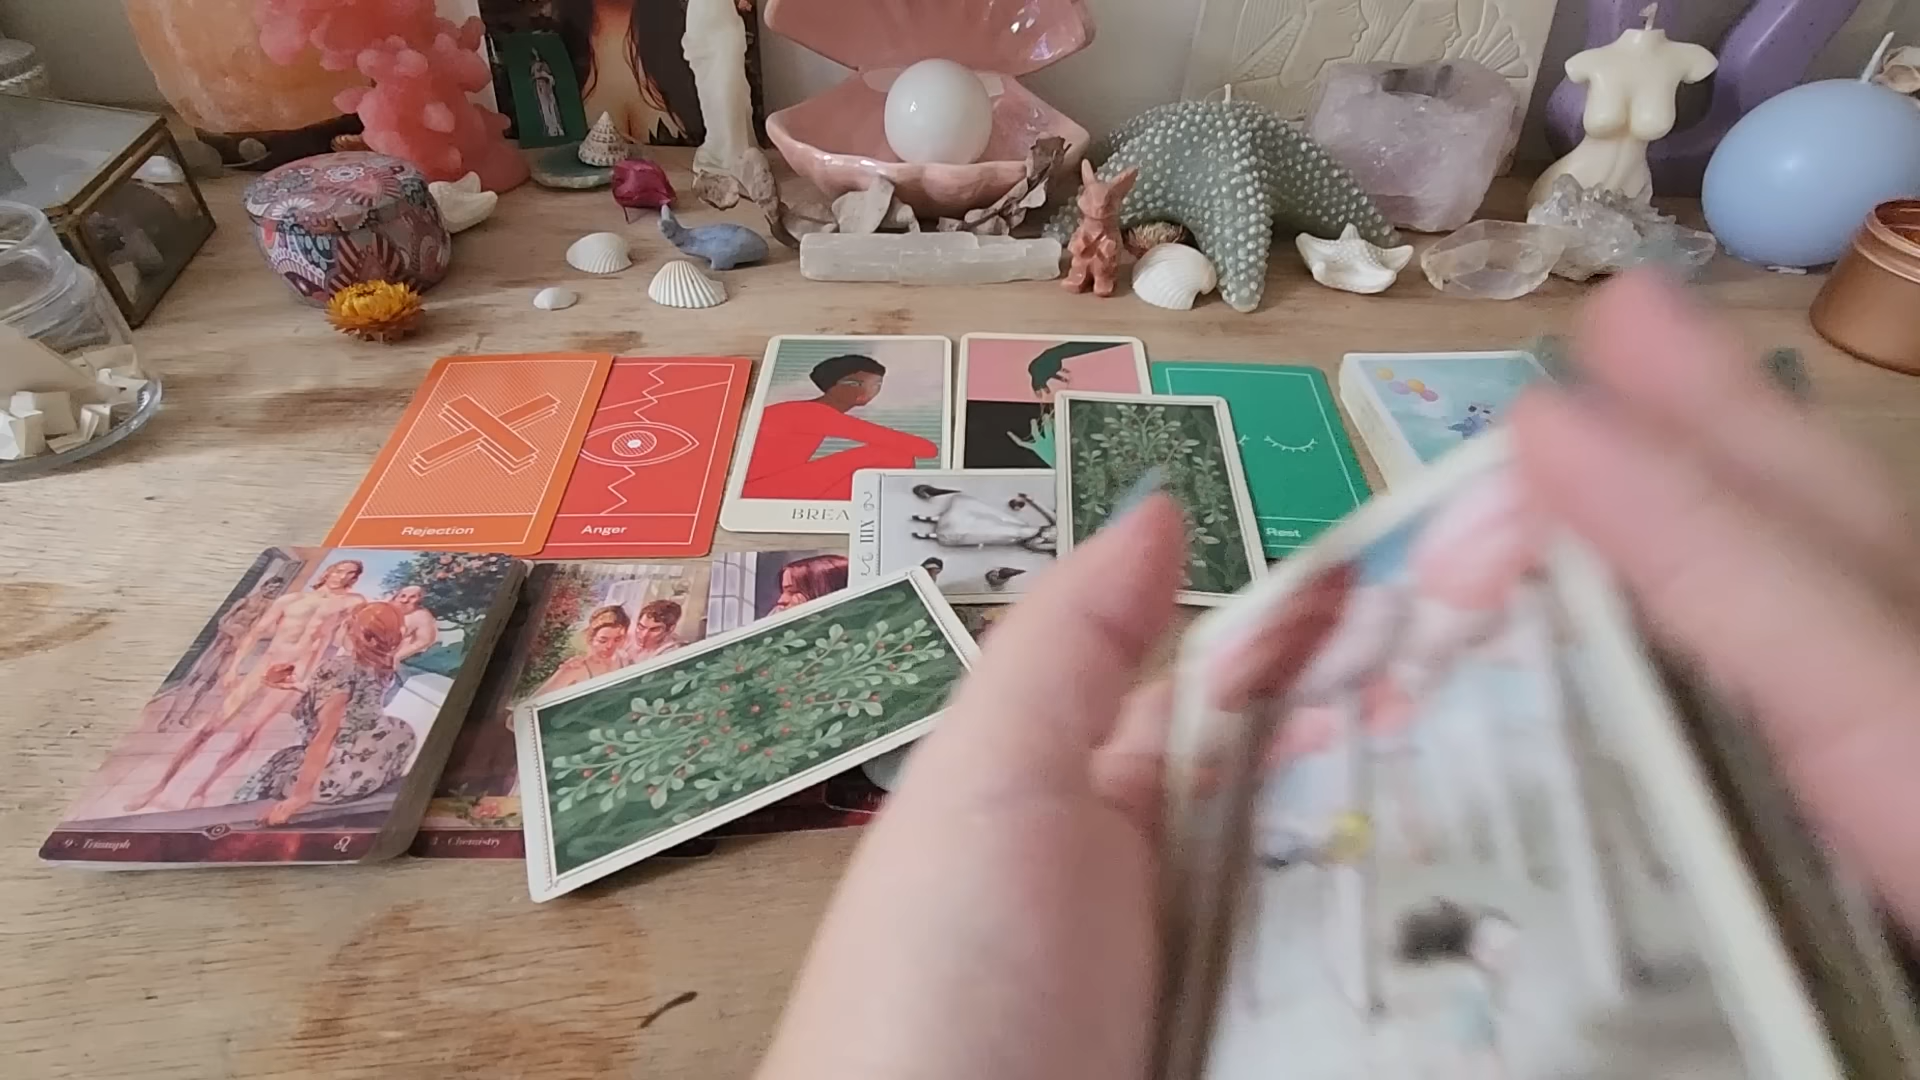 Rejection
Anger
BREA
Rest
9 · Triumph
Chemistry